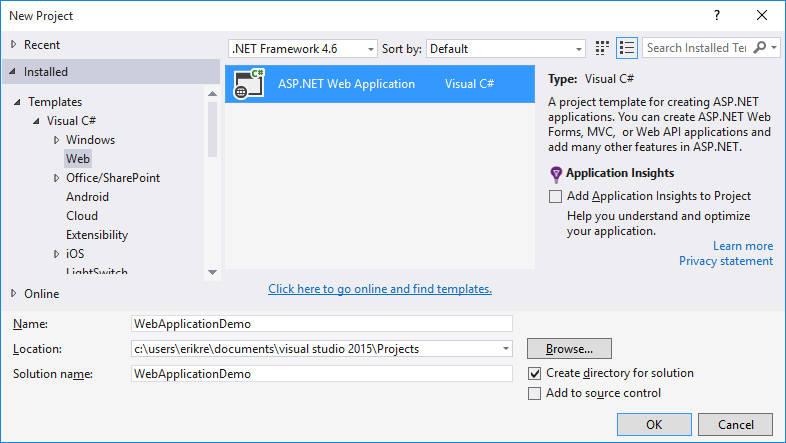 New Project
? X
Recent
.NET Framework 4.6 Sort by: Default Search Installed Te
Installed
Templates
Visual C#
Windows
Web
Office/SharePoint
Android
Cloud
Extensibility
iOS
LightSwitch
Online
C#
ASP.NET Web Application Visual C#
Click here to go online and find templates.
Type: Visual C#
A project template for creating ASP.NET
applications. You can create ASP.NET Web
Forms, MVC, or Web API applications and
add many other features in ASP.NET.
Application Insights
Add Application Insights to Project
Help you understand and optimize
your application.
Learn more
Privacy statement
Name: WebApplicationDemo
Location: c:\users\erikre\documents\visual studio 2015\Projects Browse...
Solution name: WebApplicationDemo
Create directory for solution
Add to source control
OK Cancel